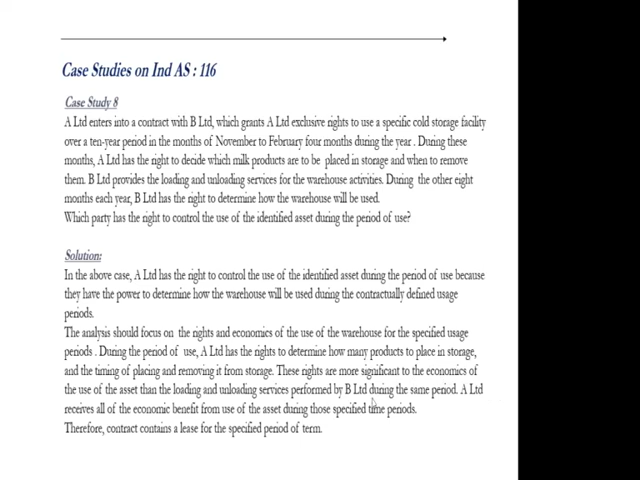 Case Studies on Ind AS : 116
Case Study 8
A Ltd enters into a contract with B Ltd, which grants A Ltd exclusive rights to use a specific cold storage facility
over a ten-year period in the months of November to February four months during the year . During these
months, A Ltd has the right to decide which milk products are to be placed in storage and when to remove
them. B Ltd provides the loading and unloading services for the warehouse activities. During the other eight
months each year, B Ltd has the right to determine how the warehouse will be used.
Which party has the right to control the use of the identified asset during the period of use?
Solution:
In the above case, A Ltd has the right to control the use of the identified asset during the period of use because
they have the power to determine how the warehouse will be used during the contractually defined usage
periods.
The analysis should focus on the rights and economics of the use of the warehouse for the specified usage
periods . During the period of use, A Ltd has the rights to determine how many products to place in storage,
and the timing of placing and removing it from storage. These rights are more significant to the economics of
the use of the asset than the loading and unloading services performed by B Ltd during the same period. A Ltd
receives all of the economic benefit from use of the asset during those specified time periods.
Therefore, contract contains a lease for the specified period of term.